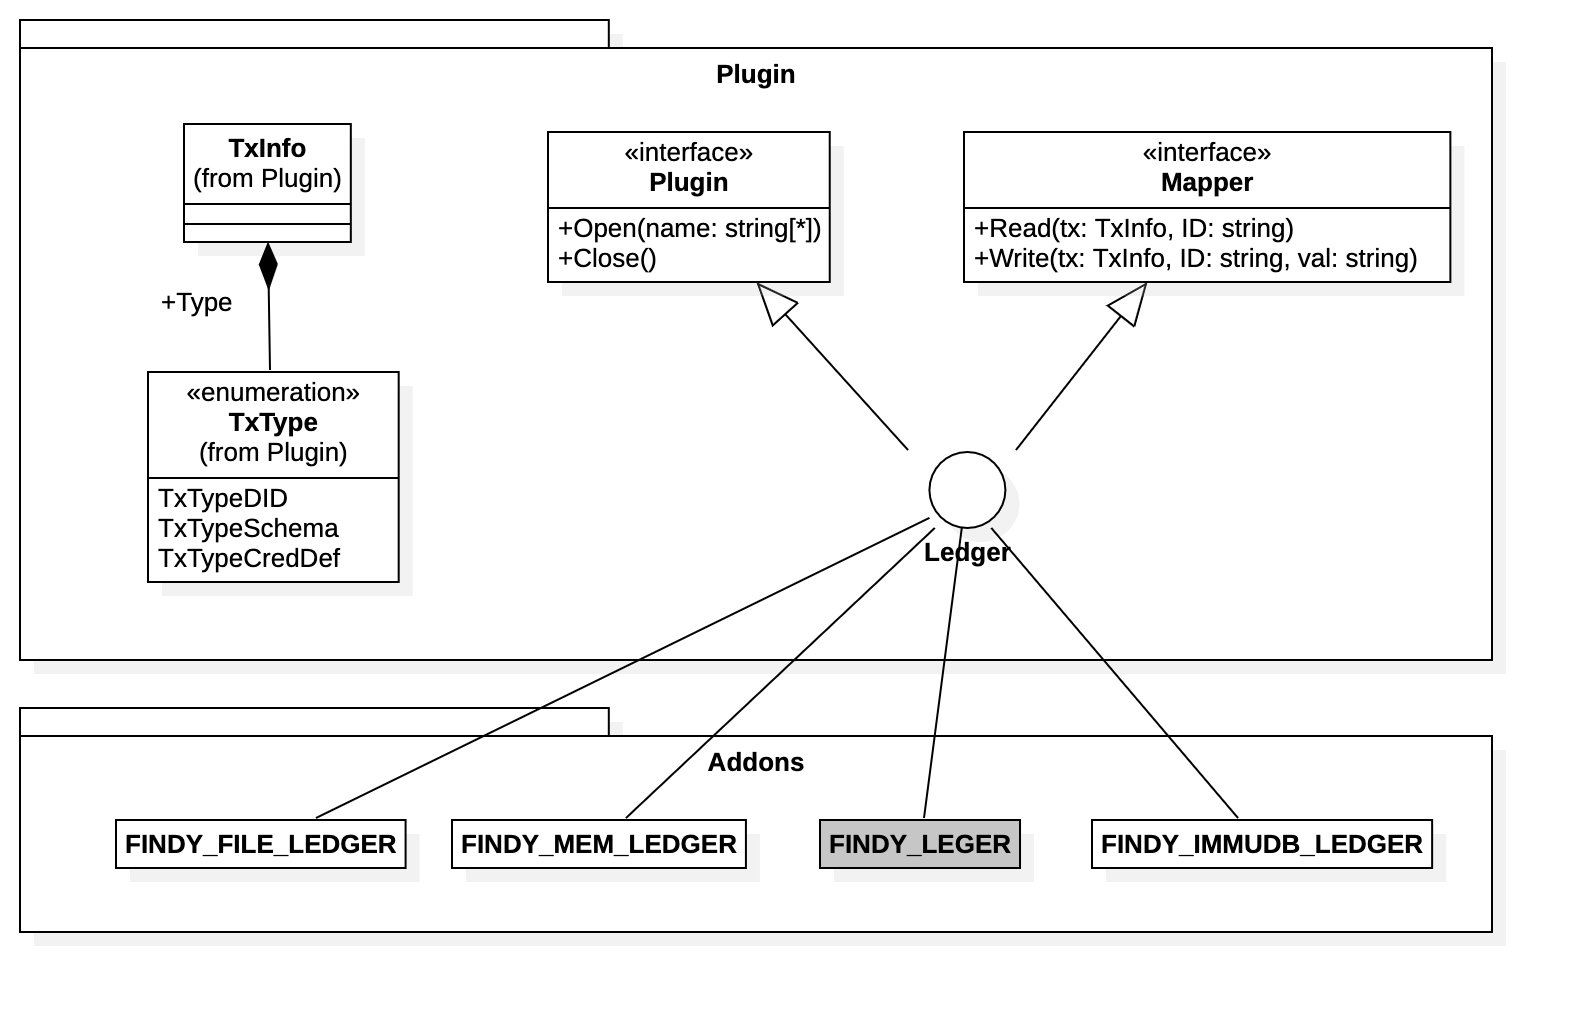 Plugin
TxInfo
(from Plugin)
+Type
«enumeration»
TxType
(from Plugin)
TxTypeDID
TxTypeSchema
TxTypeCredDef
«interface»
Plugin
+Open(name: string[*])
+Close()
«interface»
Mapper
+Read(tx: TxInfo, ID: string)
+Write(tx: TxInfo, ID: string, val: string)
Ledger
Addons
FINDY_FILE_LEDGER
FINDY_MEM_LEDGER
FINDY_LEGER
FINDY_IMMUDB_LEDGER